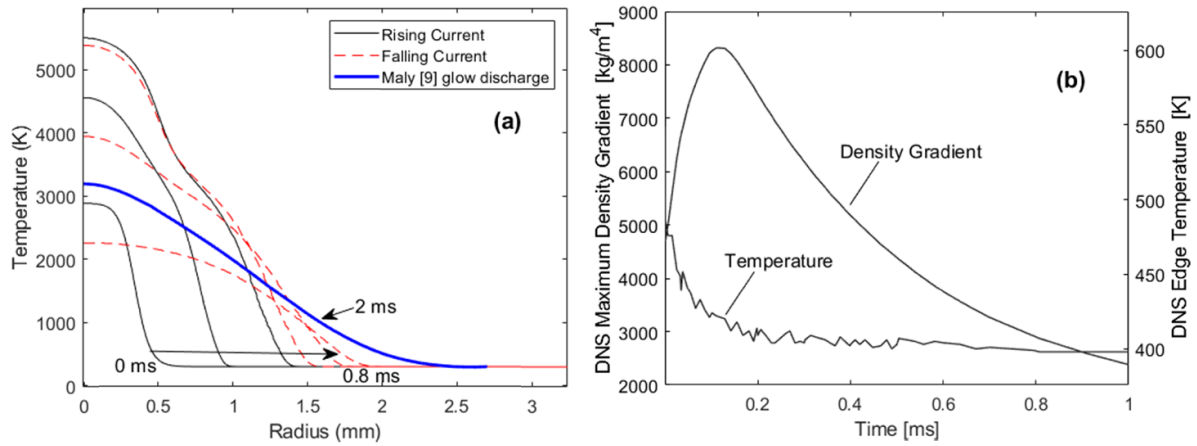 Rising Current
Falling Current
Maly [9] glow discharge
(a)
5000
4000
3000
2000
1000
0
Temperature (K)
2 ms
0 ms
0.8 ms
0
0.5
1
1.5
2
2.5
3
Radius (mm)
9000
8000
7000
6000
5000
4000
3000
2000
DNS Maximum Density Gradient [kg/m⁴]
(b)
Density Gradient
Temperature
600
550
500
450
400
DNS Edge Temperature [K]
0.2
0.4
0.6
0.8
1
Time [ms]